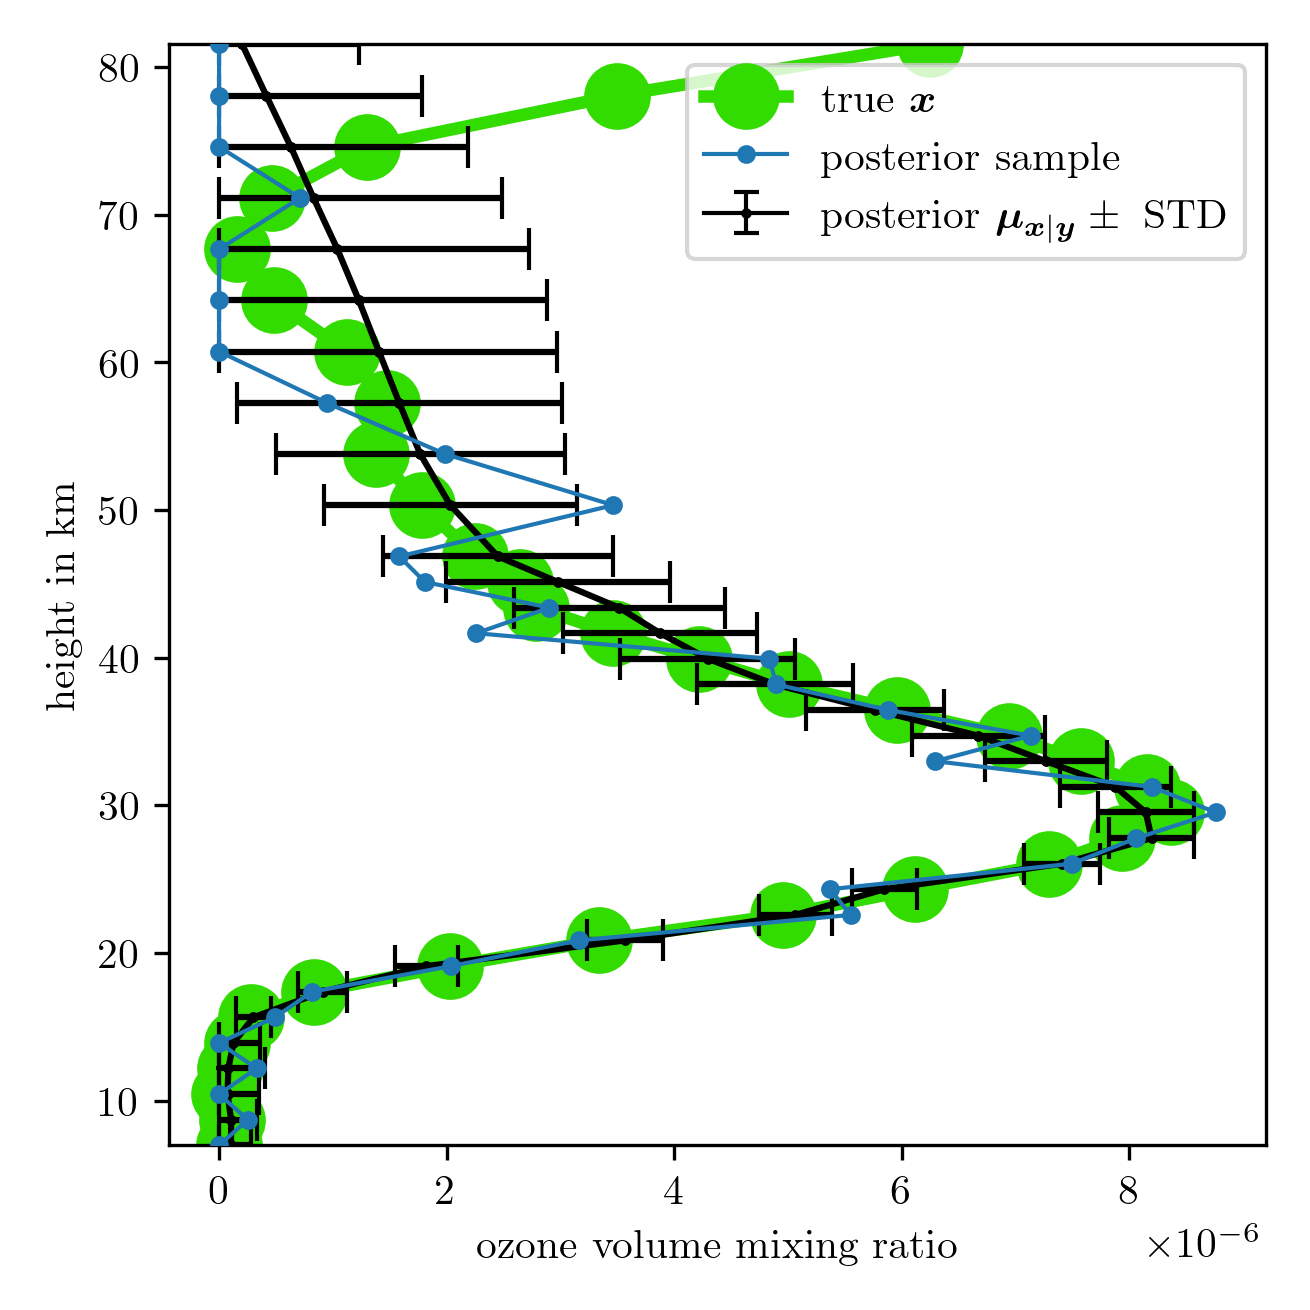 80
70
60
50
40
30
20
10
height in km
true x
posterior sample
posterior μx|y ± STD
0 2 4 6 8
×10−6
ozone volume mixing ratio